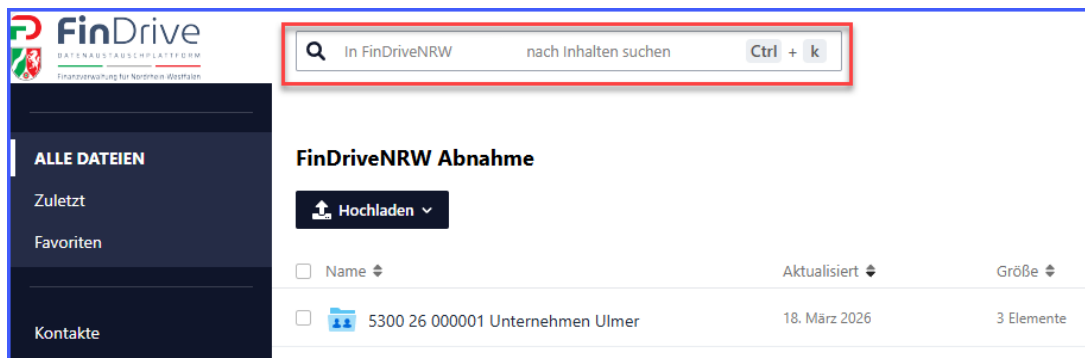 FinDrive
DATENAUSTAUSCHPLATTFORM
Finanzverwaltung für Nordrhein Westfalen
In FinDriveNRW nach Inhalten suchen Ctrl + k
ALLE DATEIEN
Zuletzt
Favoriten
Kontakte
FinDriveNRW Abnahme
Hochladen
Name Aktualisiert Größe
5300 26 000001 Unternehmen Ulmer 18. März 2026 3 Elemente